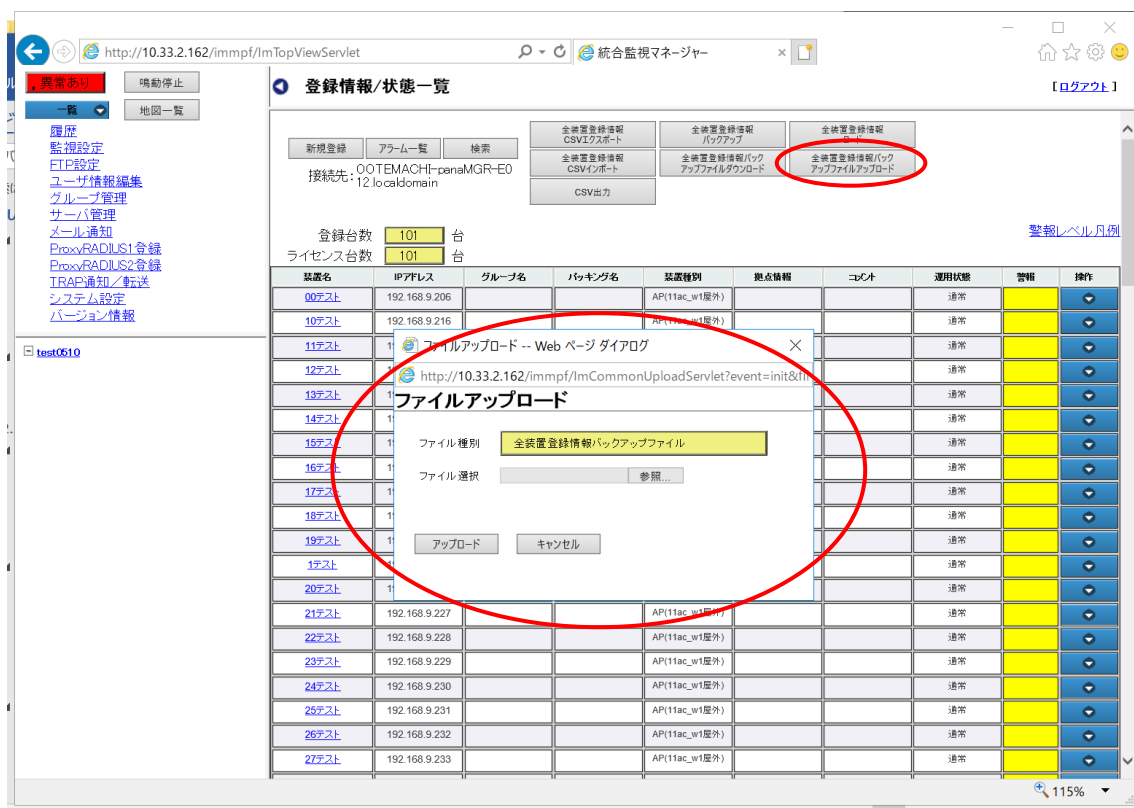 http://10.33.2.162/immpf/ImTopViewServlet
統合監視マネージャー
異常あり 鳴動停止
一覧 地図一覧
履歴
監視設定
FTP設定
ユーザ情報編集
グループ管理
サーバ管理
メール通知
ProxyRADIUS1登録
ProxyRADIUS2登録
TRAP通知/転送
システム設定
バージョン情報
test0510
登録情報/状態一覧
[ログアウト]
新規登録 アラーム一覧 検索
接続先: OOTEMACHI-panaMGR-E0
12.localdomain
全装置登録情報
CSVエクスポート
全装置登録情報
バックアップ
全装置登録情報
全装置登録情報
CSVインポート
全装置登録情報バック
アップファイルダウンロード
全装置登録情報バック
アップファイルアップロード
CSV出力
登録台数 101 台
ライセンス台数 101 台
警報レベル凡例
装置名 IPアドレス グループ名 パッキング名 装置種別 拠点情報 コメント 運用状態 警報 操作
00テスト 192.168.9.206 AP(11ac_w1屋外) 通常
10テスト 192.168.9.216 AP(11ac_w1屋外) 通常
11テスト 通常
12テスト 通常
13テスト 通常
14テスト 通常
15テスト 通常
16テスト 通常
17テスト 通常
18テスト 通常
19テスト 通常
1テスト 通常
20テスト 通常
21テスト 192.168.9.227 AP(11ac_w1屋外) 通常
22テスト 192.168.9.228 AP(11ac_w1屋外) 通常
23テスト 192.168.9.229 AP(11ac_w1屋外) 通常
24テスト 192.168.9.230 AP(11ac_w1屋外) 通常
25テスト 192.168.9.231 AP(11ac_w1屋外) 通常
26テスト 192.168.9.232 AP(11ac_w1屋外) 通常
27テスト 192.168.9.233 AP(11ac_w1屋外) 通常
ファイルアップロード -- Web ページ ダイアログ
http://10.33.2.162/immpf/ImCommonUploadServlet?event=init&fil
ファイルアップロード
ファイル種別 全装置登録情報バックアップファイル
ファイル選択 参照...
アップロード キャンセル
115%